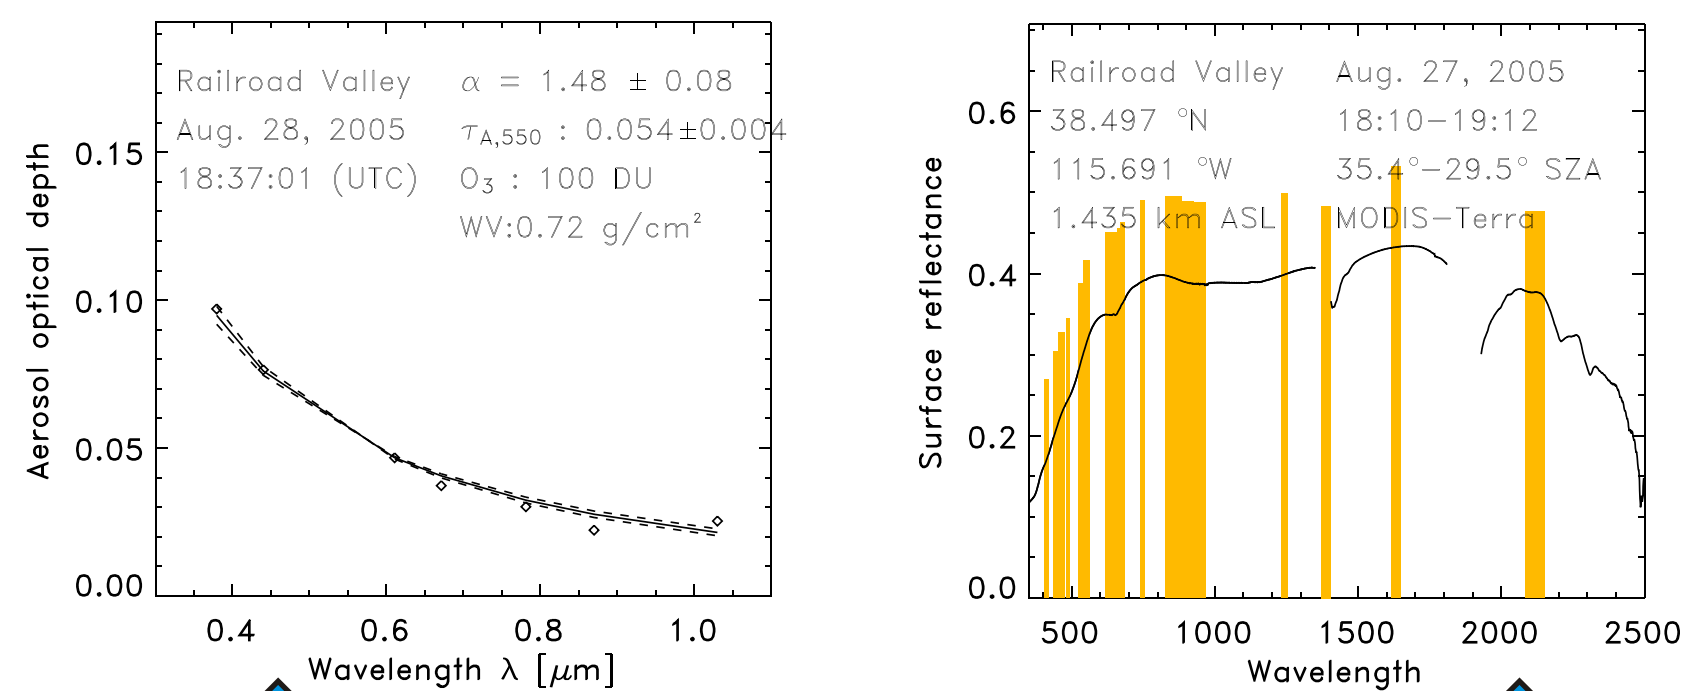 Railroad Valley
Aug. 28, 2005
18:37:01 (UTC)
α = 1.48 ± 0.08
τA,550 : 0.054±0.004
O3 : 100 DU
WV:0.72 g/cm²
Aerosol optical depth
0.15
0.10
0.05
0.00
0.4 0.6 0.8 1.0
Wavelength λ [μm]
Railroad Valley
38.497 °N
115.691 °W
1.435 km ASL
Aug. 27, 2005
18:10−19:12
35.4°−29.5° SZA
MODIS−Terra
Surface reflectance
0.6
0.4
0.2
0.0
500 1000 1500 2000 2500
Wavelength